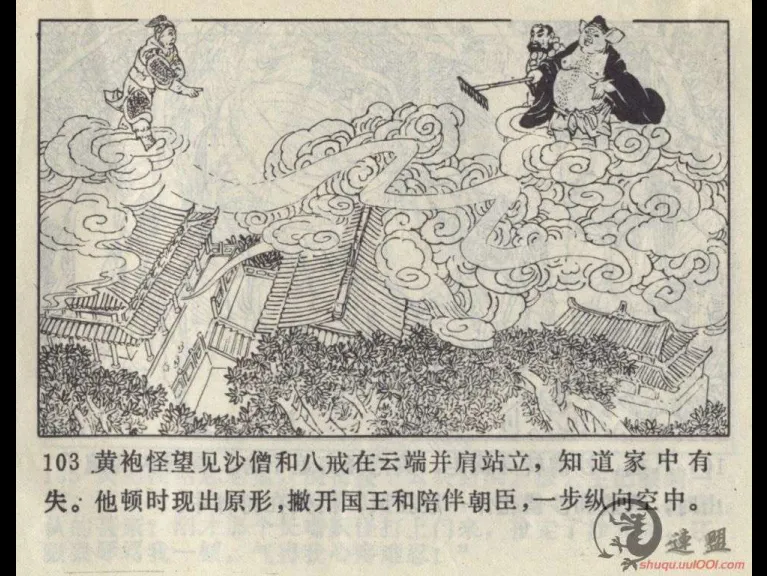 103 黄袍怪望见沙僧和八戒在云端并肩站立，知道家中有
失。他顿时现出原形，撇开国王和陪伴朝臣，一步纵向空中。
連盟
shuqu.uu1001.com